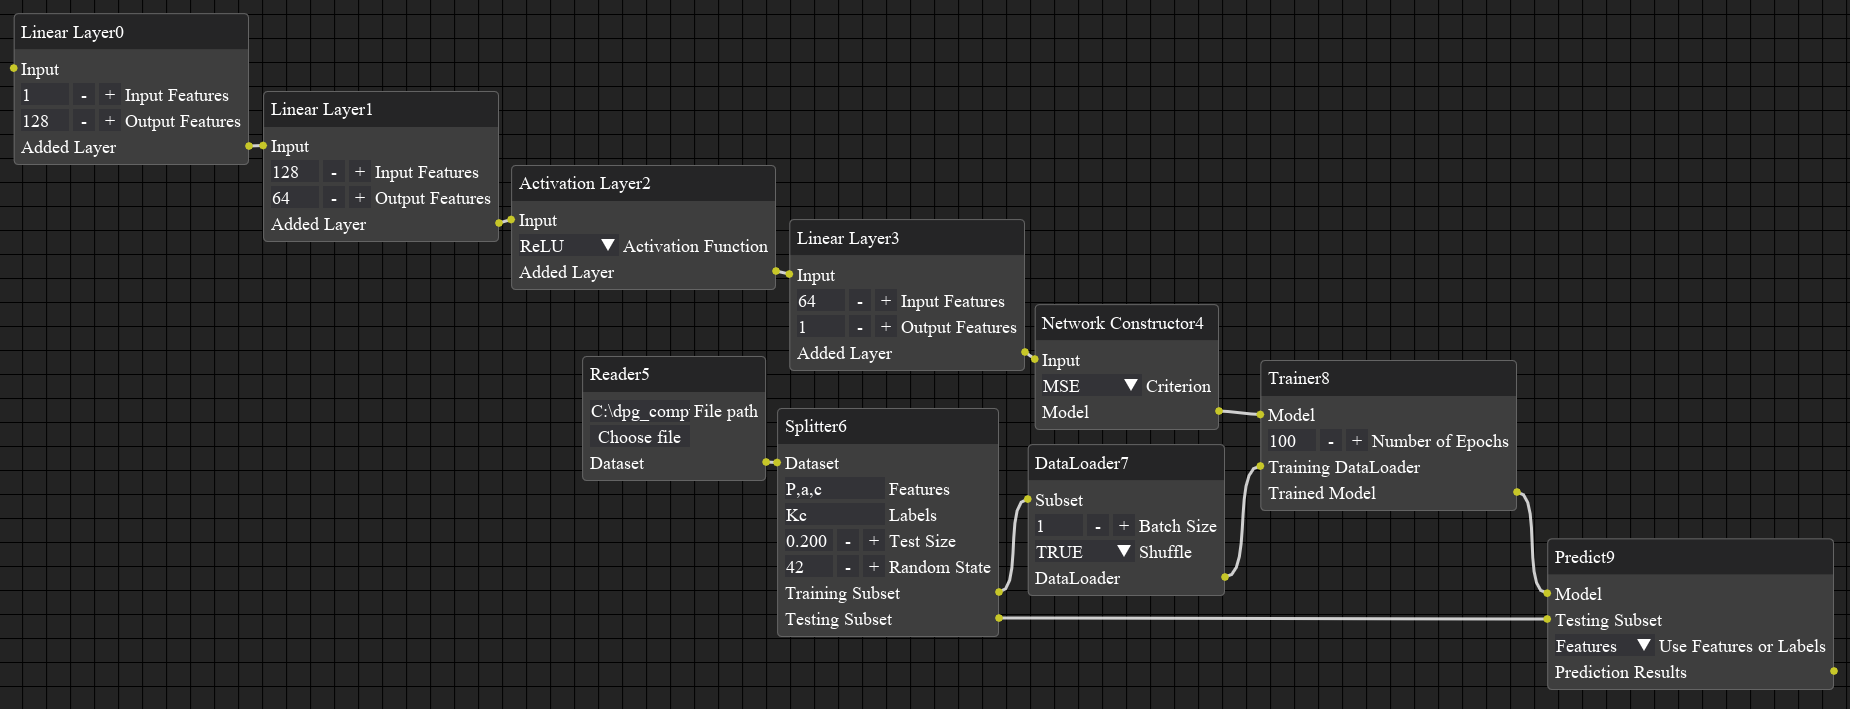 Linear Layer0
Input
1 - + Input Features
128 - + Output Features
Added Layer
Linear Layer1
Input
128 - + Input Features
64 - + Output Features
Added Layer
Activation Layer2
Input
ReLU Activation Function
Added Layer
Linear Layer3
Input
64 - + Input Features
1 - + Output Features
Added Layer
Network Constructor4
Input
MSE Criterion
Model
Reader5
C:\dpg_comp File path
Choose file
Dataset
Splitter6
Dataset
P,a,c Features
Kc Labels
0.200 - + Test Size
42 - + Random State
Training Subset
Testing Subset
DataLoader7
Subset
1 - + Batch Size
TRUE Shuffle
DataLoader
Trainer8
Model
100 - + Number of Epochs
Training DataLoader
Trained Model
Predict9
Model
Testing Subset
Features Use Features or Labels
Prediction Results